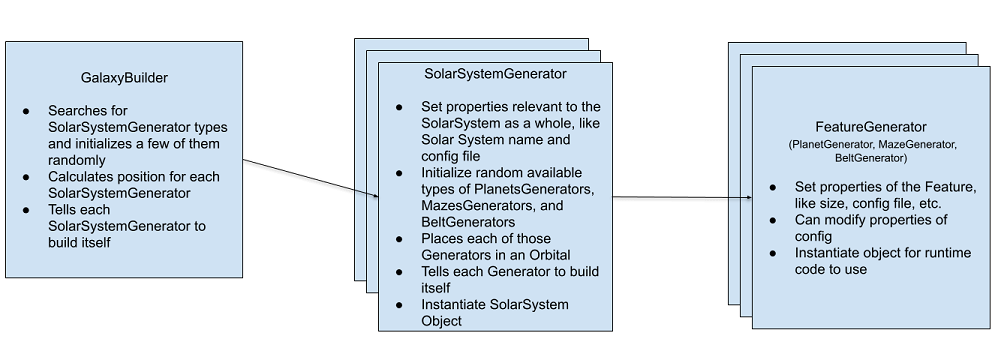 GalaxyBuilder
● Searches for
SolarSystemGenerator types
and initializes a few of them
randomly
● Calculates position for each
SolarSystemGenerator
● Tells each
SolarSystemGenerator to
build itself
SolarSystemGenerator
● Set properties relevant to the
SolarSystem as a whole, like
Solar System name and
config file
● Initialize random available
types of PlanetsGenerators,
MazesGenerators, and
BeltGenerators
● Places each of those
Generators in an Orbital
● Tells each Generator to build
itself
● Instantiate SolarSystem
Object
FeatureGenerator
(PlanetGenerator, MazeGenerator,
BeltGenerator)
● Set properties of the Feature,
like size, config file, etc.
● Can modify properties of
config
● Instantiate object for runtime
code to use